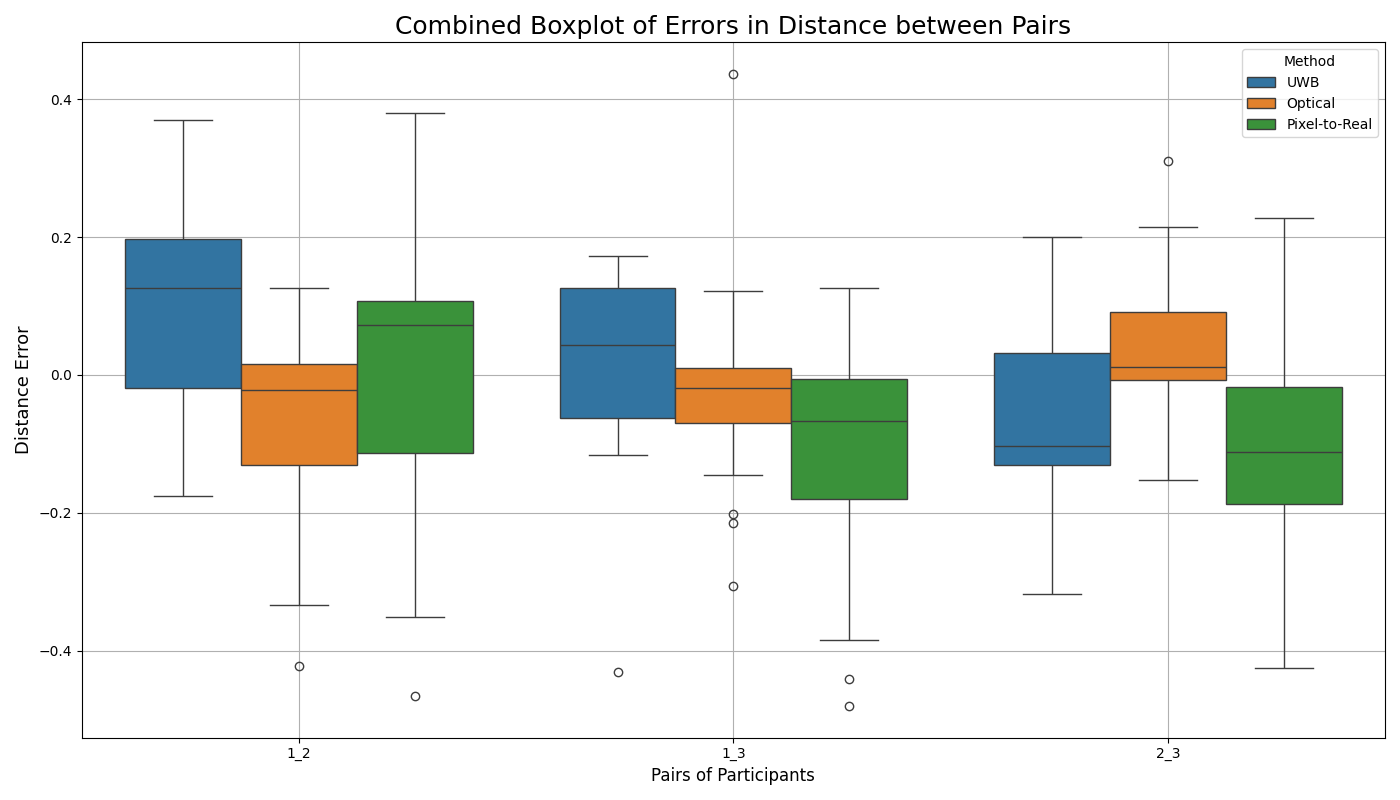 Combined Boxplot of Errors in Distance between Pairs
Method
UWB
Optical
Pixel-to-Real
Distance Error
0.4
0.2
0.0
−0.2
−0.4
1_2
1_3
2_3
Pairs of Participants